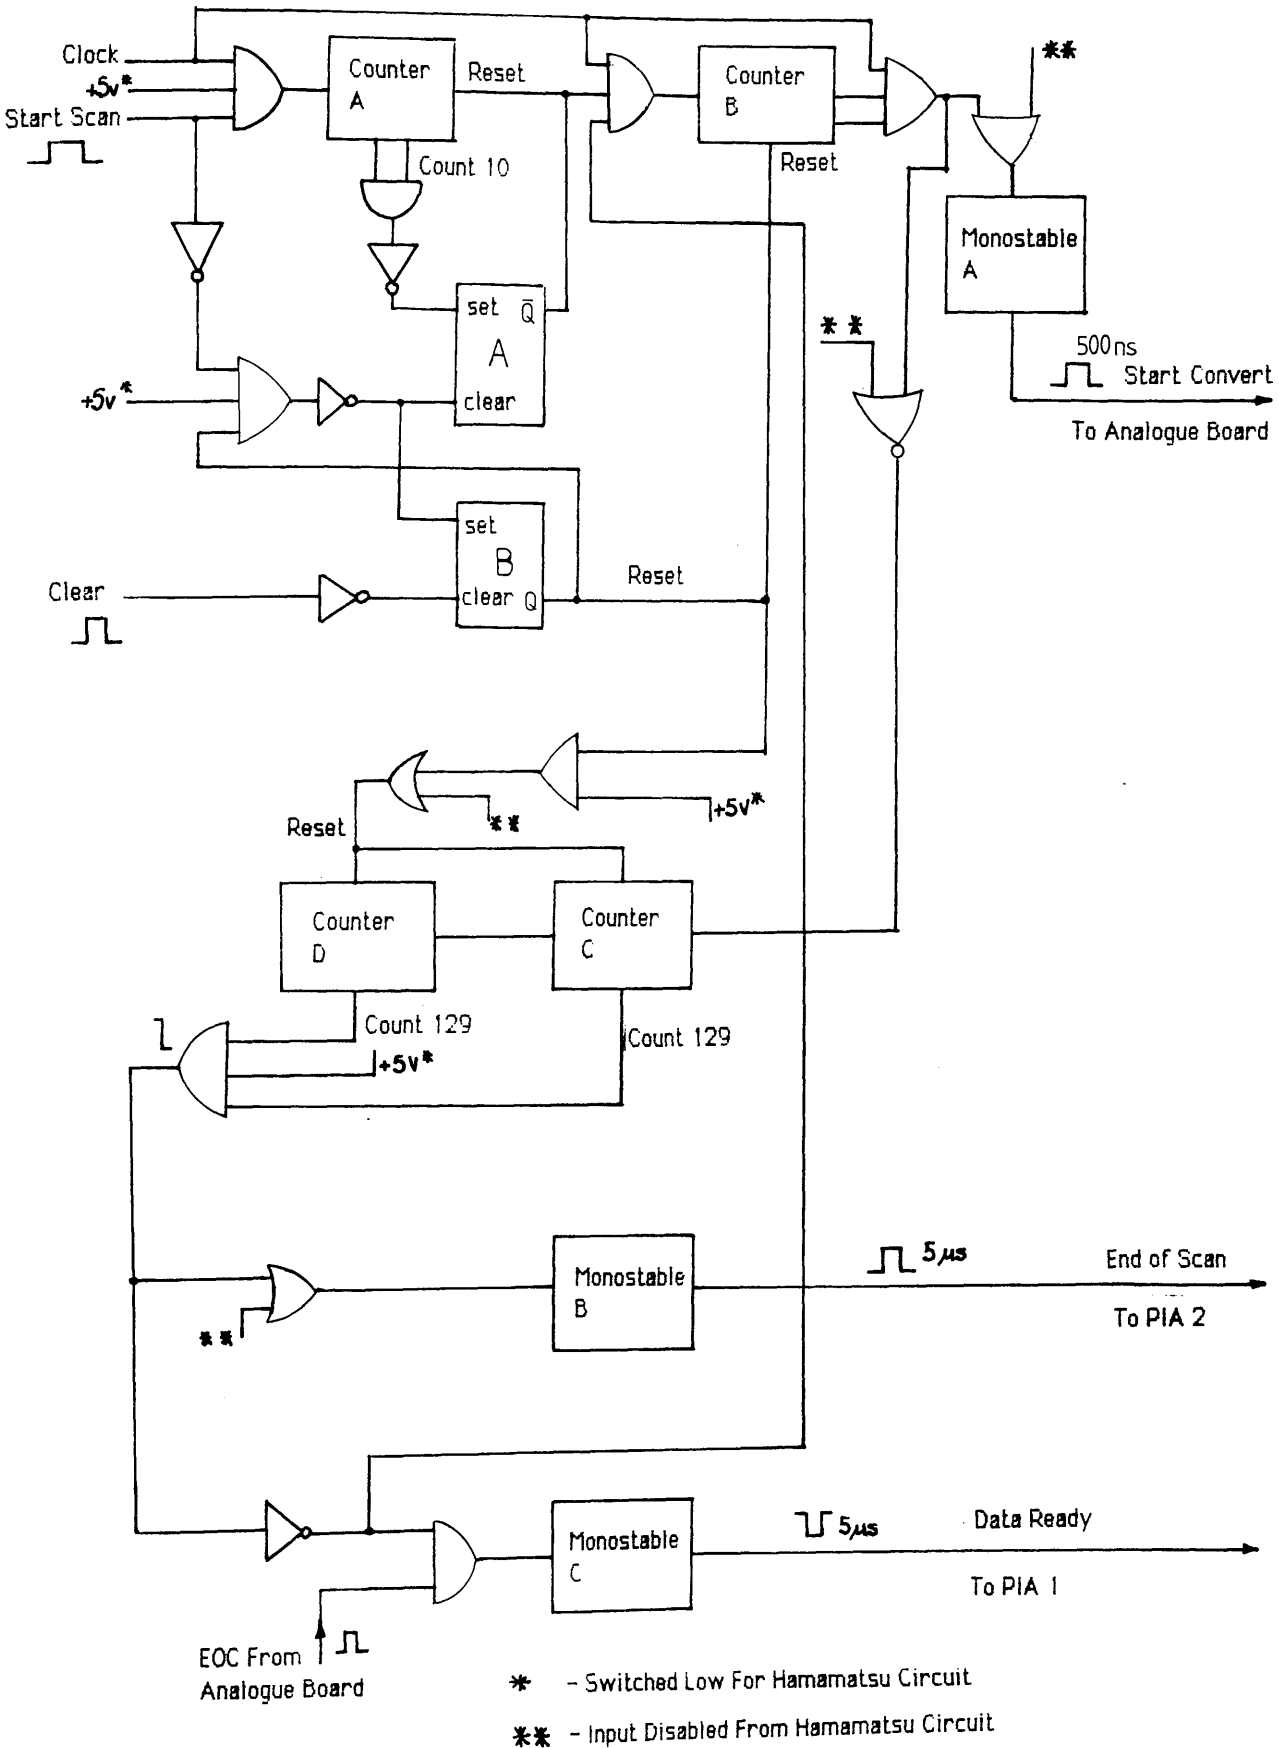 Clock
+5v*
Start Scan
Counter
A
Reset
Count 10
Counter
B
Reset
**
Monostable
A
500ns
Start Convert
To Analogue Board
**
set Q̅
A
clear
+5v*
set
B
clear Q
Reset
Clear
+5v*
**
Reset
Counter
D
Counter
C
Count 129
Count 129
+5v*
Monostable
B
5µs
End of Scan
To PIA 2
**
Monostable
C
5µs
Data Ready
To PIA 1
EOC From
Analogue Board
* - Switched Low For Hamamatsu Circuit
** - Input Disabled From Hamamatsu Circuit